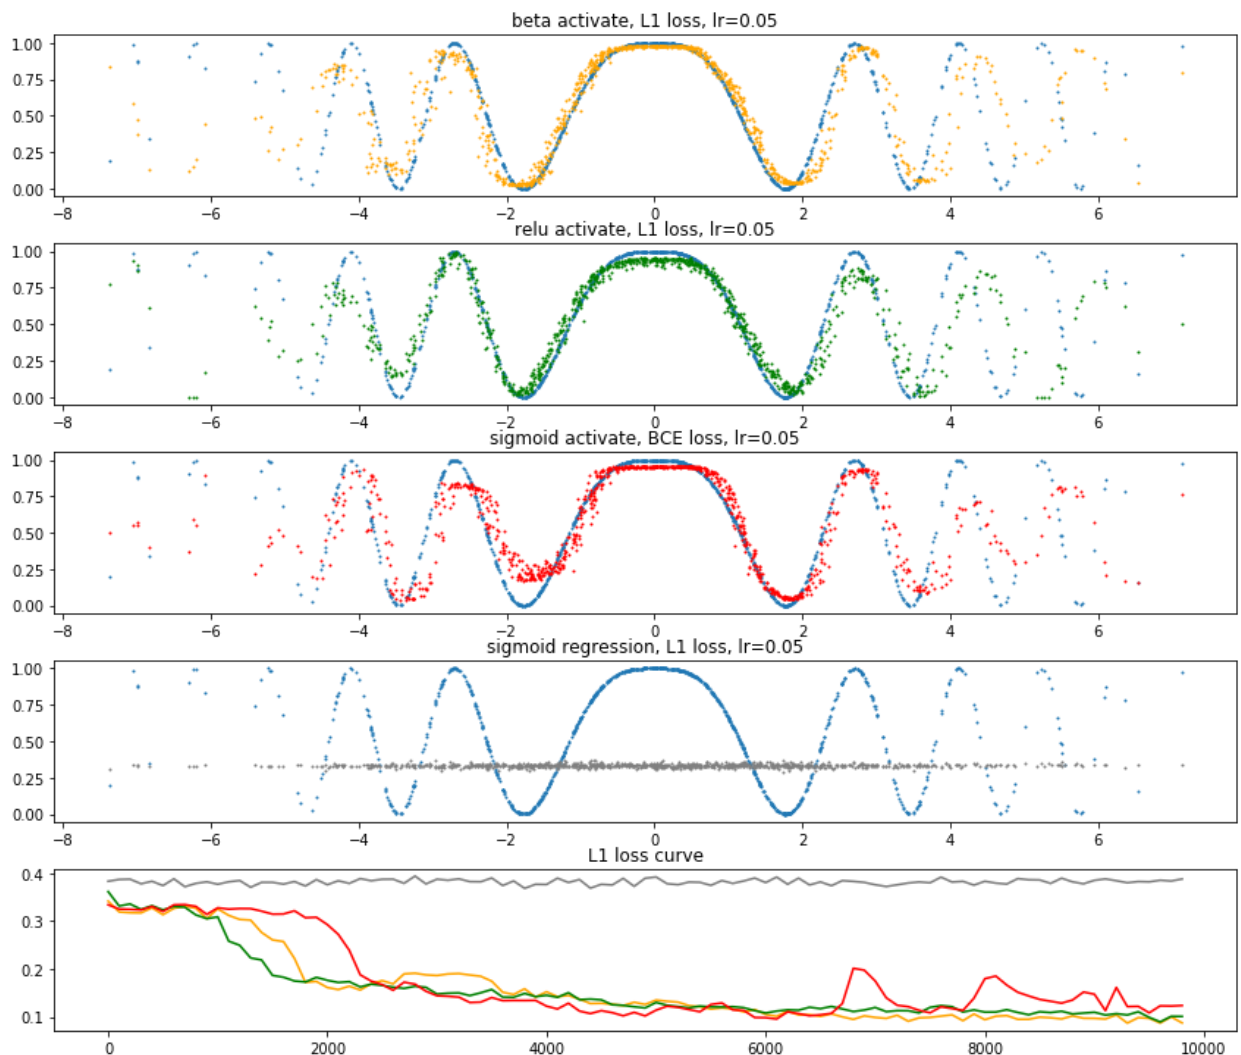 beta activate, L1 loss, lr=0.05
1.00
0.75
0.50
0.25
0.00
−8 −6 −4 −2 0 2 4 6
relu activate, L1 loss, lr=0.05
1.00
0.75
0.50
0.25
0.00
−8 −6 −4 −2 0 2 4 6
sigmoid activate, BCE loss, lr=0.05
1.00
0.75
0.50
0.25
0.00
−8 −6 −4 −2 0 2 4 6
sigmoid regression, L1 loss, lr=0.05
1.00
0.75
0.50
0.25
0.00
−8 −6 −4 −2 0 2 4 6
L1 loss curve
0.4
0.3
0.2
0.1
0 2000 4000 6000 8000 10000